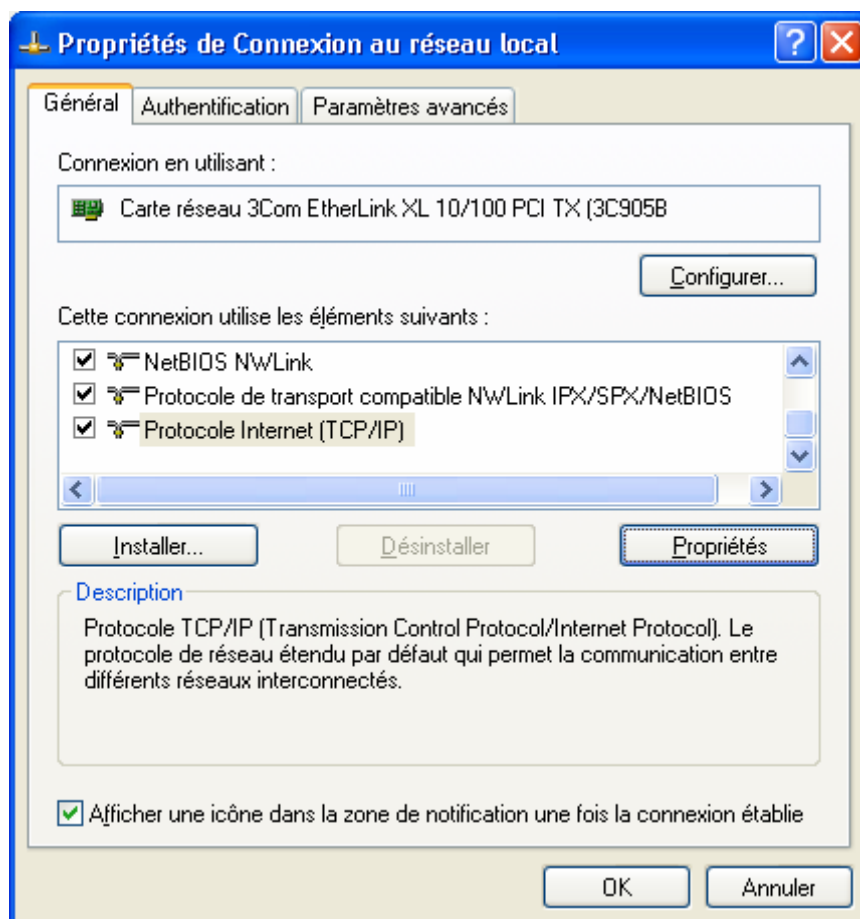 Propriétés de Connexion au réseau local
Général Authentification Paramètres avancés
Connexion en utilisant :
Carte réseau 3Com EtherLink XL 10/100 PCI TX (3C905B
Configurer...
Cette connexion utilise les éléments suivants :
NetBIOS NWLink
Protocole de transport compatible NWLink IPX/SPX/NetBIOS
Protocole Internet (TCP/IP)
Installer... Désinstaller Propriétés
Description
Protocole TCP/IP (Transmission Control Protocol/Internet Protocol). Le
protocole de réseau étendu par défaut qui permet la communication entre
différents réseaux interconnectés.
Afficher une icône dans la zone de notification une fois la connexion établie
OK Annuler